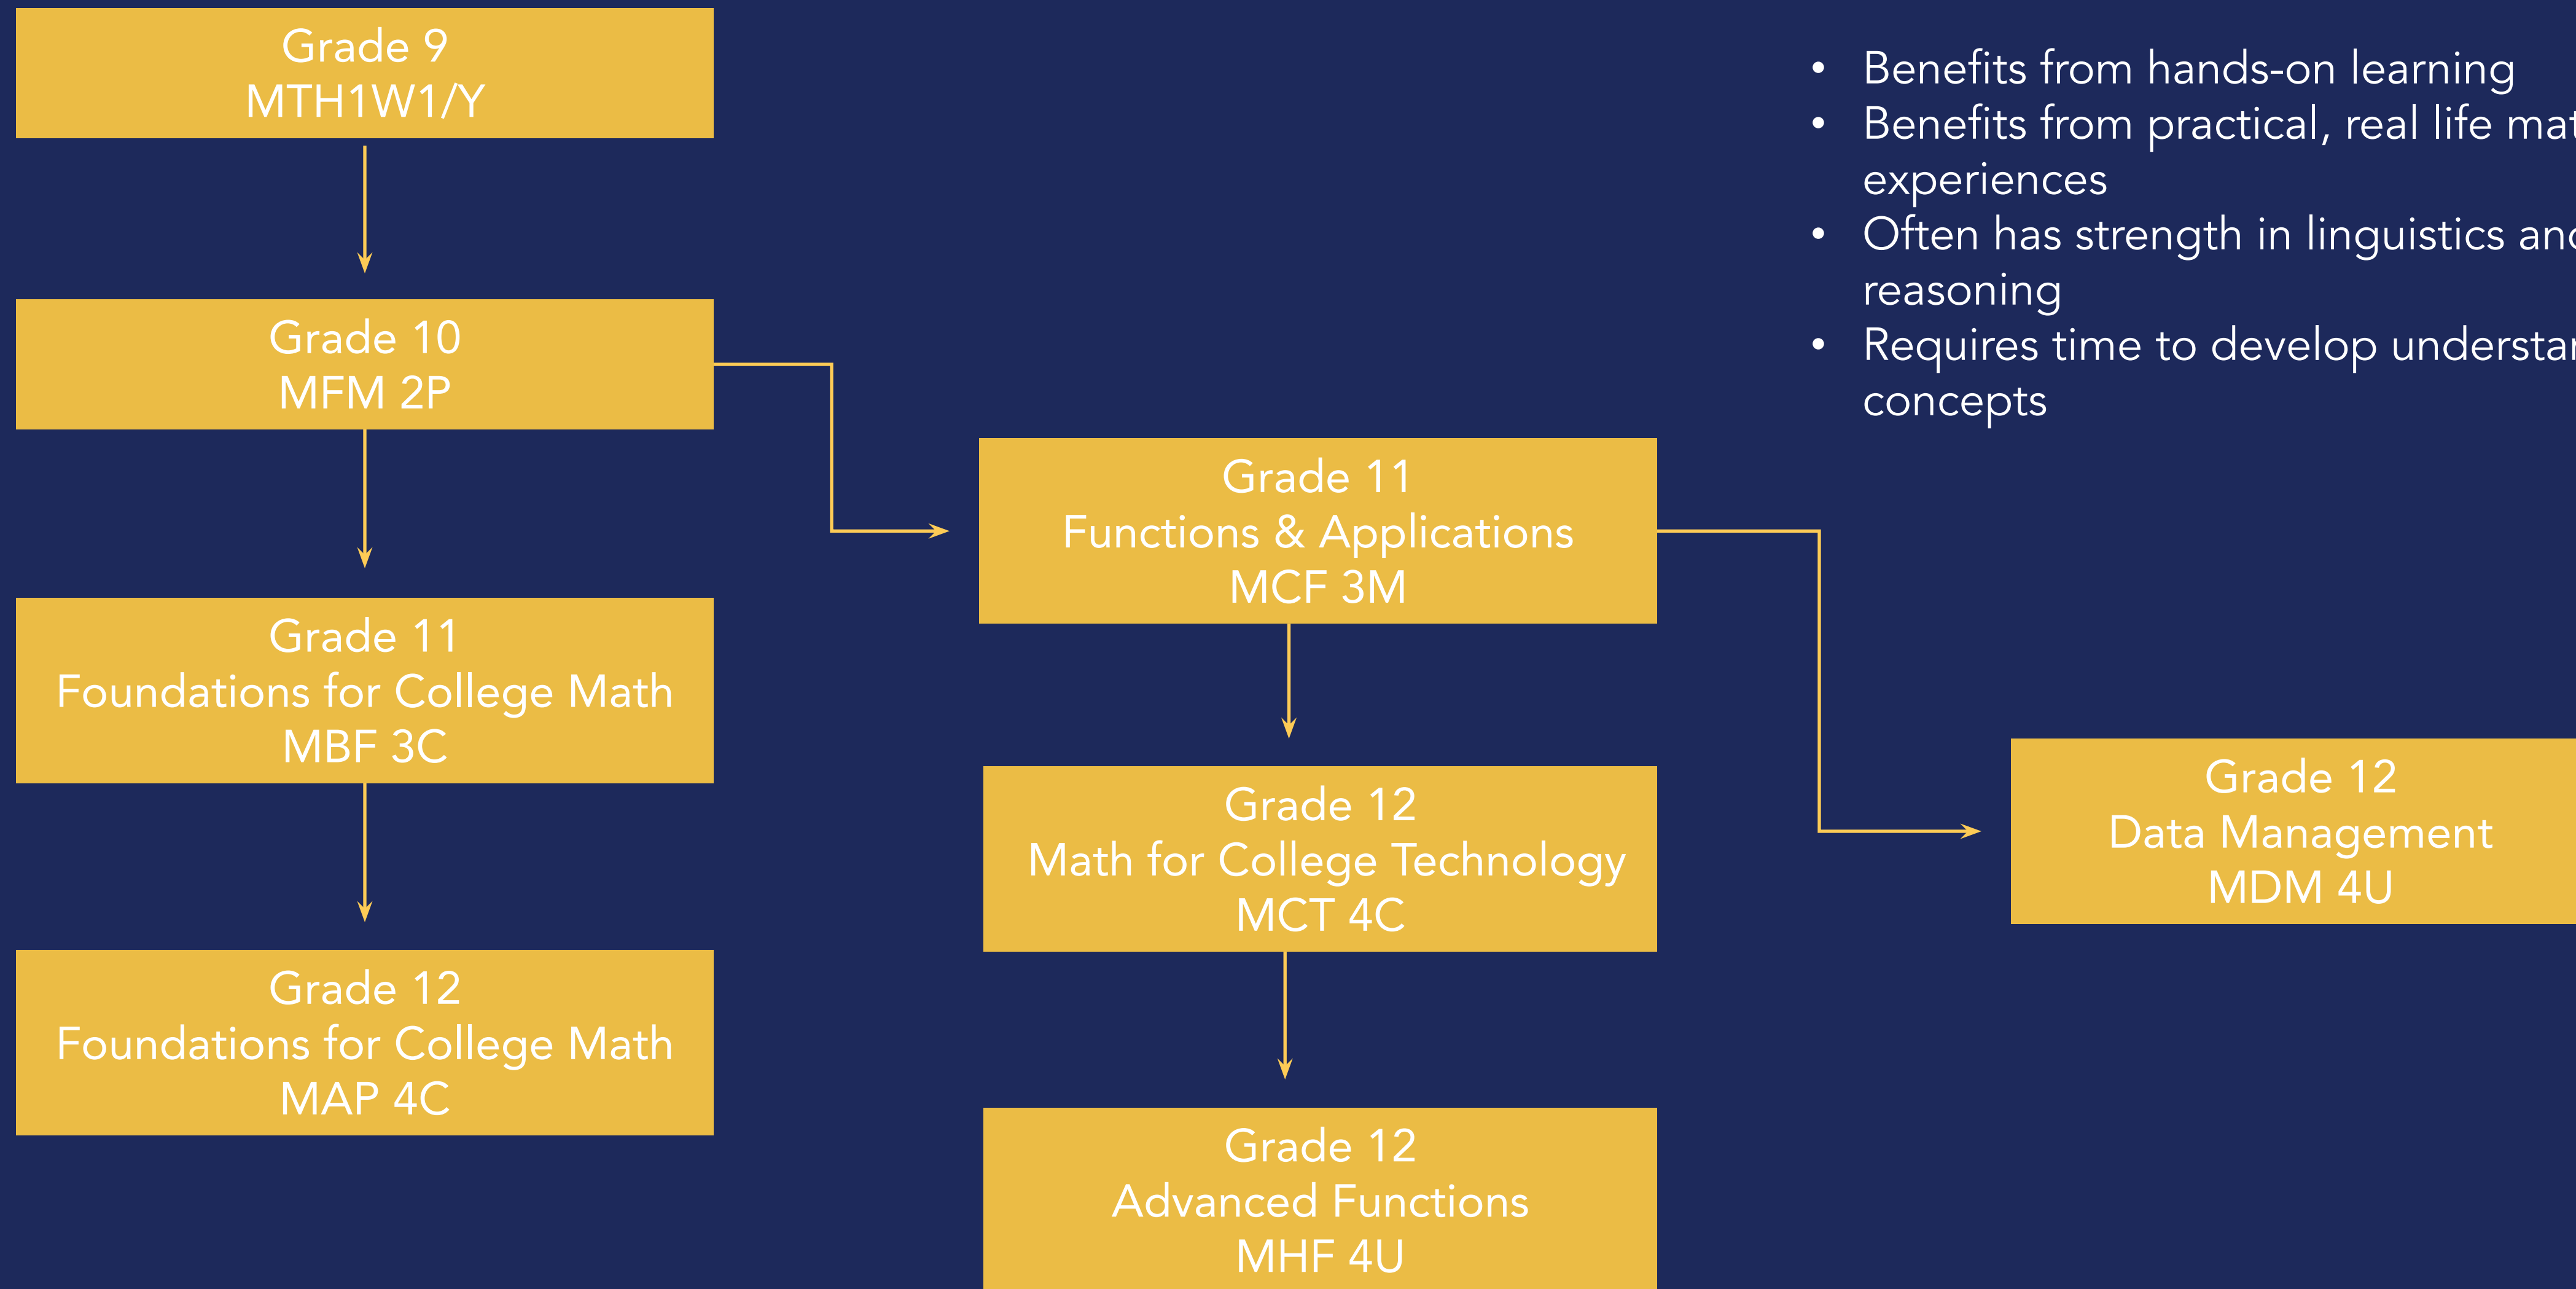 Grade 9
MTH1W1/Y
Grade 10
MFM 2P
Grade 11
Foundations for College Math
MBF 3C
Grade 12
Foundations for College Math
MAP 4C
Grade 11
Functions & Applications
MCF 3M
Grade 12
Math for College Technology
MCT 4C
Grade 12
Advanced Functions
MHF 4U
• Benefits from hands-on learning
• Benefits from practical, real life
experiences
• Often has strength in linguistics
reasoning
• Requires time to develop
concepts
Grade 12
Data Management
MDM 4U